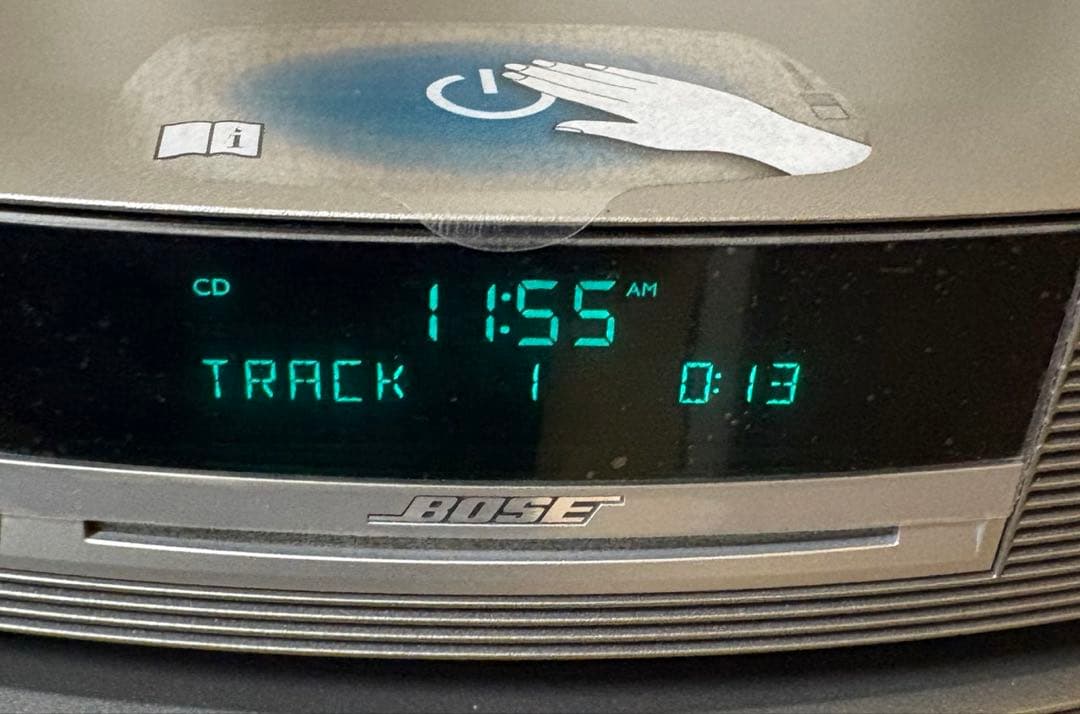 i
CD 11:55 AM
TRACK 1 0:13
BOSE